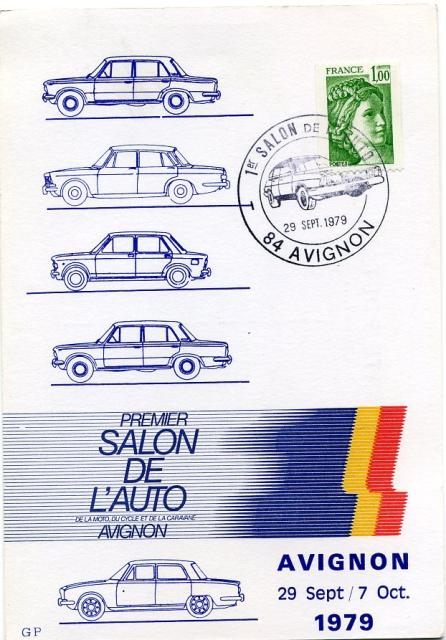 FRANCE
1,00
1er SALON DE L'AUTO
29 SEPT. 1979
84 AVIGNON
PREMIER
SALON
DE
L'AUTO
DE LA MOTO, DU CYCLE ET DE LA CARAVANE
AVIGNON
AVIGNON
29 Sept / 7 Oct.
1979
GP